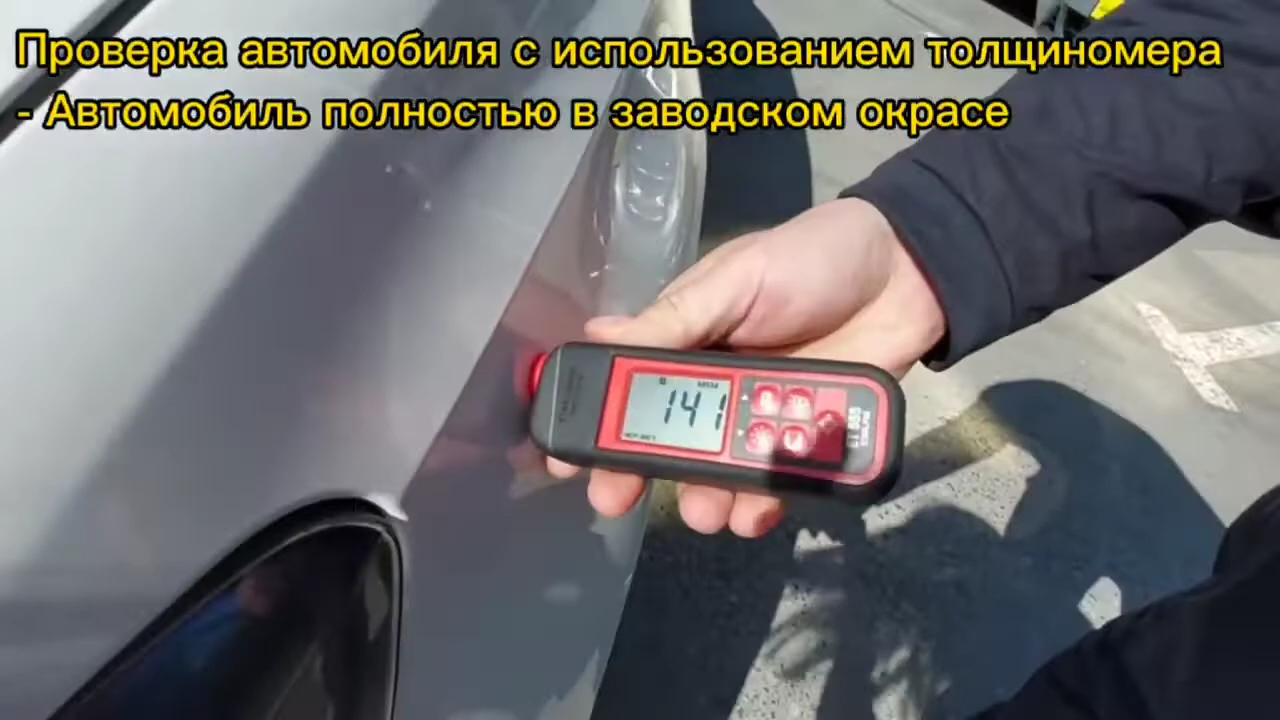 Проверка автомобиля с использованием толщиномера
- Автомобиль полностью в заводском окрасе
141